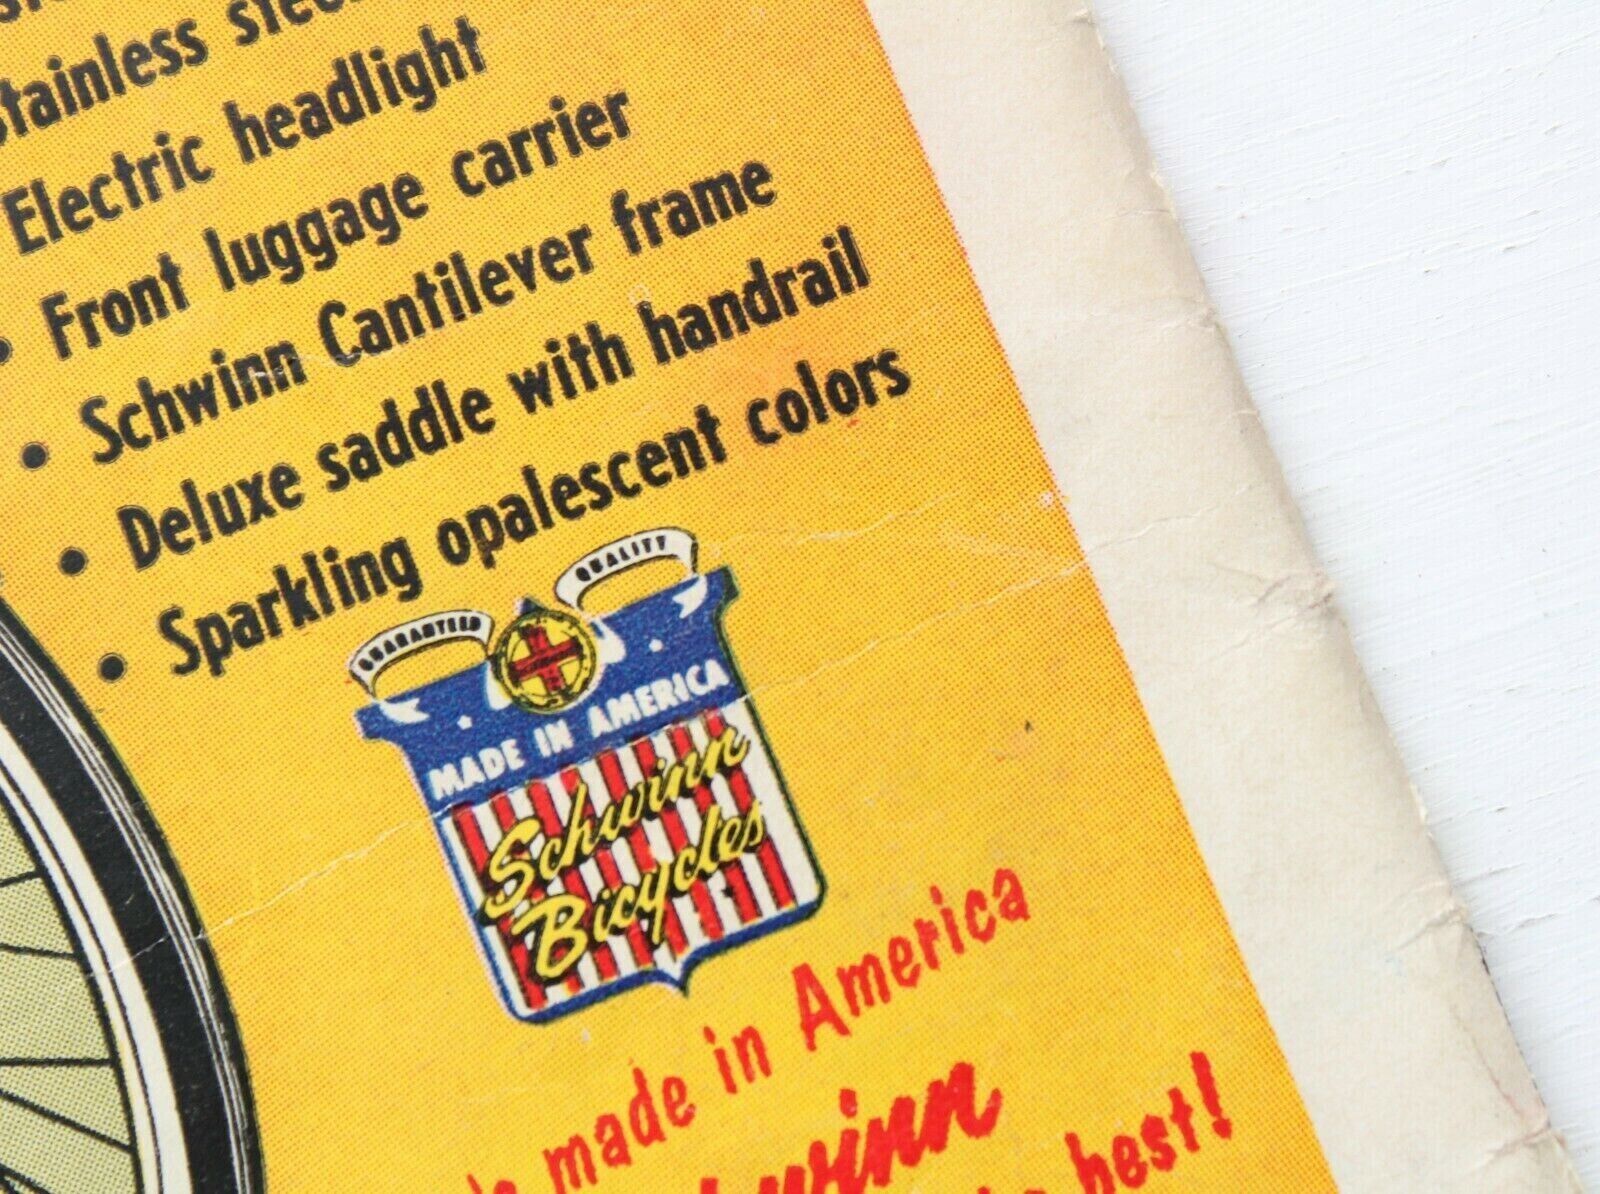 Stainless
Electric headlight
• Front luggage carrier
• Schwinn Cantilever frame
• Deluxe saddle with handrail
• Sparkling opalescent colors
GUARANTEED QUALITY
MADE IN AMERICA
Schwinn
Bicycles
made in America
best!